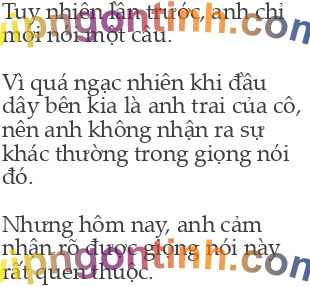 Tuy nhiên lần trước, anh chỉ
mới nói một câu.
Vì quá ngạc nhiên khi đầu
dây bên kia là anh trai của cô,
nên anh không nhận ra sự
khác thường trong giọng nói
đó.
Nhưng hôm nay, anh cảm
nhận rõ được giọng nói này
rất quen thuộc.
vipngontinh.com